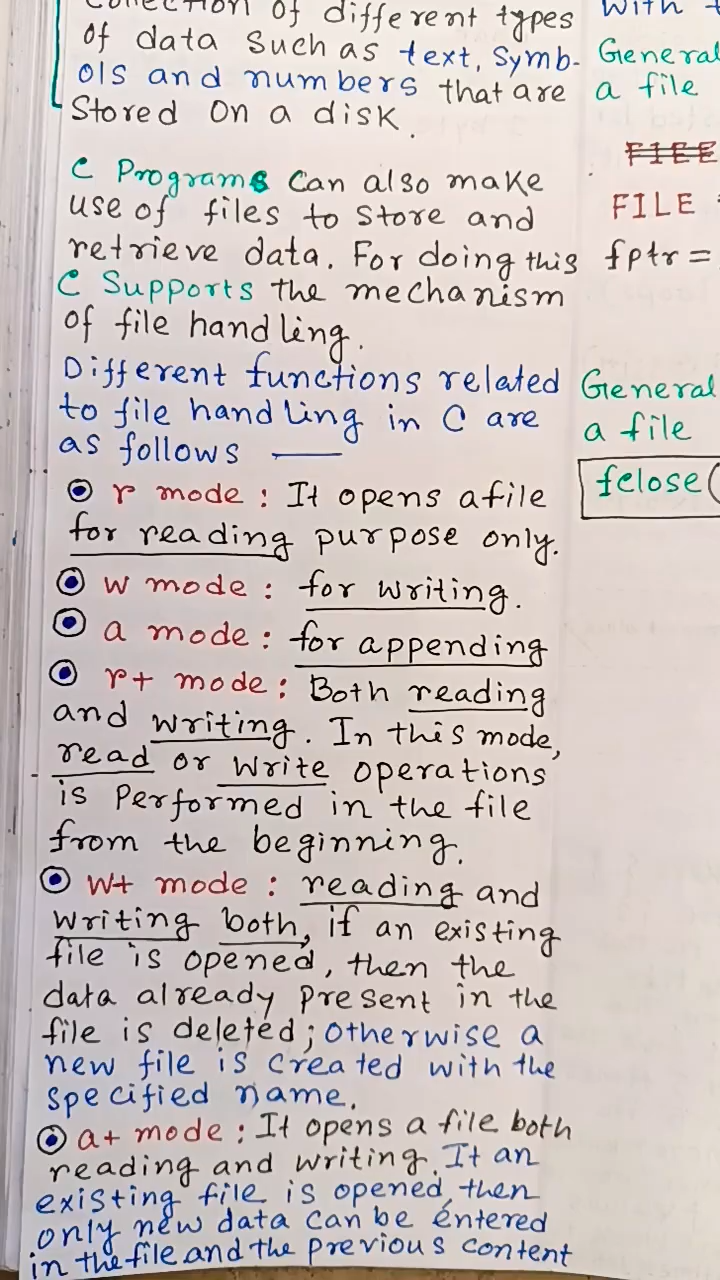 Collection of different types
of data such as text, Symb-
ols and numbers that are
Stored on a disk.
C Programs can also make
use of files to store and
retrieve data. For doing this
C Supports the mechanism
of file handling.
Different functions related
to file handling in C are
as follows —
r mode : It opens a file
for reading purpose only.
w mode : for writing.
a mode : for appending
r+ mode : Both reading
and writing. In this mode,
read or write operations
is performed in the file
from the beginning.
w+ mode : reading and
writing both, if an existing
file is opened, then the
data already present in the
file is deleted; otherwise a
new file is created with the
specified name.
a+ mode : It opens a file both
reading and writing. It an
existing file is opened, then
only new data can be entered
in the file and the previous content
with
General
a file
FILE
fptr =
General
a file
fclose(